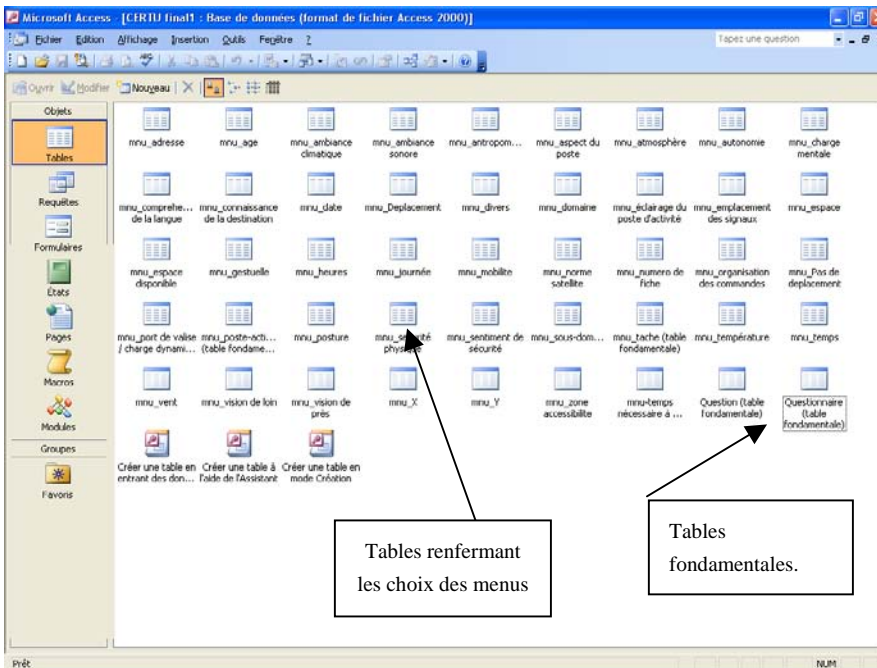 Microsoft Access - [CERTU final1 : Base de données (format de fichier Access 2000)]
Fichier Edition Affichage Insertion Outils Fenêtre ? Tapez une question
Ouvrir Modifier Nouveau
Objets
Tables
Requêtes
Formulaires
États
Pages
Macros
Modules
Groupes
Favoris
mnu_adresse mnu_age mnu_ambiance mnu_ambiance mnu_antropom... mnu_aspect du mnu_atmosphère mnu_autonomie mnu_charge
climatique sonore poste mentale
mnu_comprehe... mnu_connaissance mnu_date mnu_Deplacement mnu_divers mnu_domaine mnu_éclairage du mnu_emplacement mnu_espace
de la langue de la destination poste d'activité des signaux
mnu_espace mnu_gestuelle mnu_heures mnu_journée mnu_mobilite mnu_norme mnu_numero de mnu_organisation mnu_Pas de
disponible satellite fiche des commandes deplacement
mnu_port de valise mnu_poste-acti... mnu_posture mnu_sécurité mnu_sentiment de mnu_sous-dom... mnu_tache (table mnu_température mnu_temps
/ charge dynami... (table fondame... physique sécurité fondamentale)
mnu_vent mnu_vision de loin mnu_vision de mnu_X mnu_Y mnu_zone mnu-temps Question (table Questionnaire
près accessibilite nécessaire à ... fondamentale) (table
fondamentale)
Créer une table en Créer une table à Créer une table en
entrant des don... l'aide de l'Assistant mode Création
Tables renfermant
les choix des menus
Tables
fondamentales.
Prêt NUM